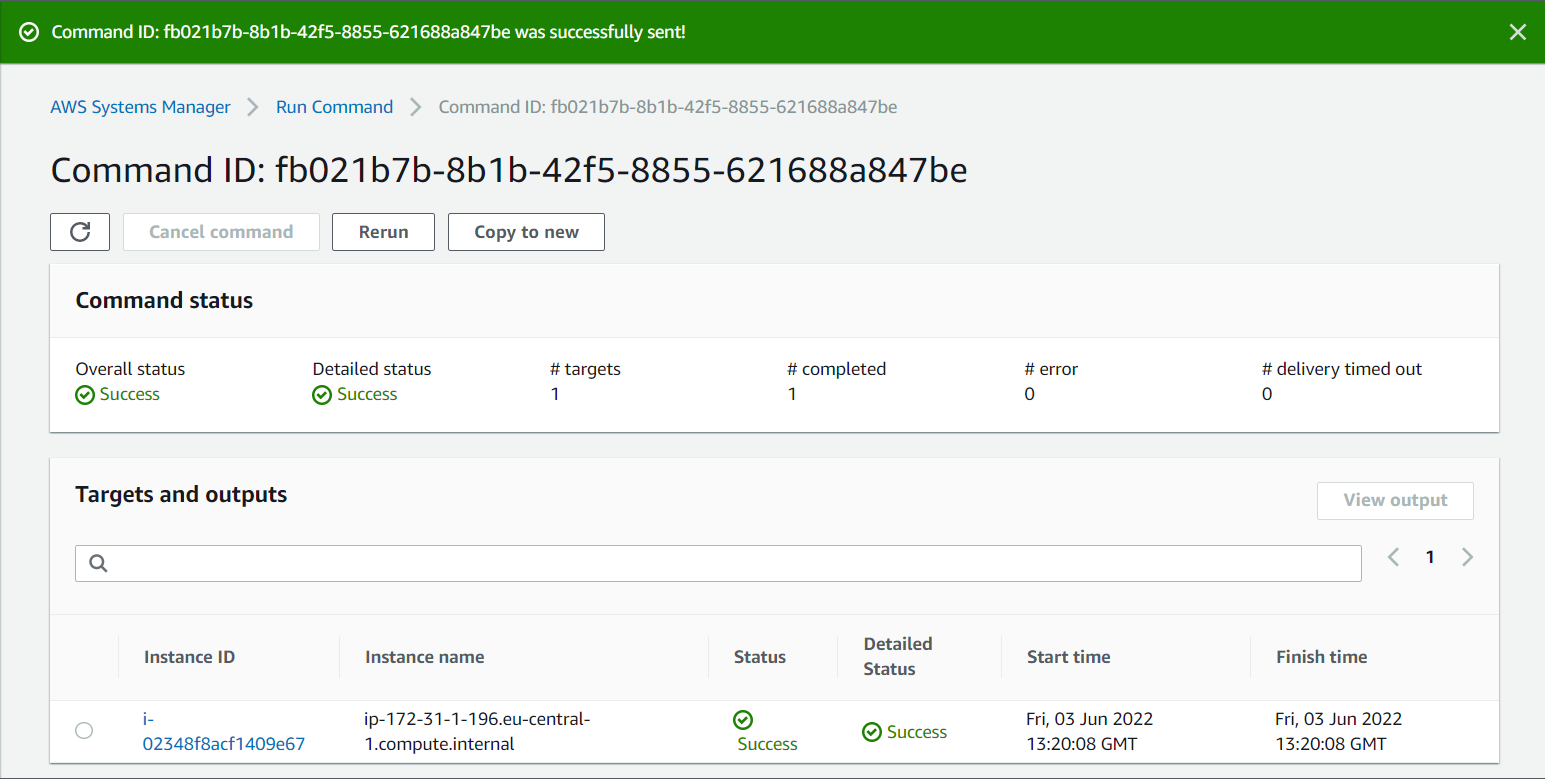 Command ID: fb021b7b-8b1b-42f5-8855-621688a847be was successfully sent!
AWS Systems Manager > Run Command > Command ID: fb021b7b-8b1b-42f5-8855-621688a847be
Command ID: fb021b7b-8b1b-42f5-8855-621688a847be
Cancel command Rerun Copy to new
Command status
Overall status Detailed status # targets # completed # error # delivery timed out
Success Success 1 1 0 0
Targets and outputs
View output
1
Instance ID Instance name Status Detailed Status Start time Finish time
i- ip-172-31-1-196.eu-central- Fri, 03 Jun 2022 Fri, 03 Jun 2022
02348f8acf1409e67 1.compute.internal Success Success 13:20:08 GMT 13:20:08 GMT